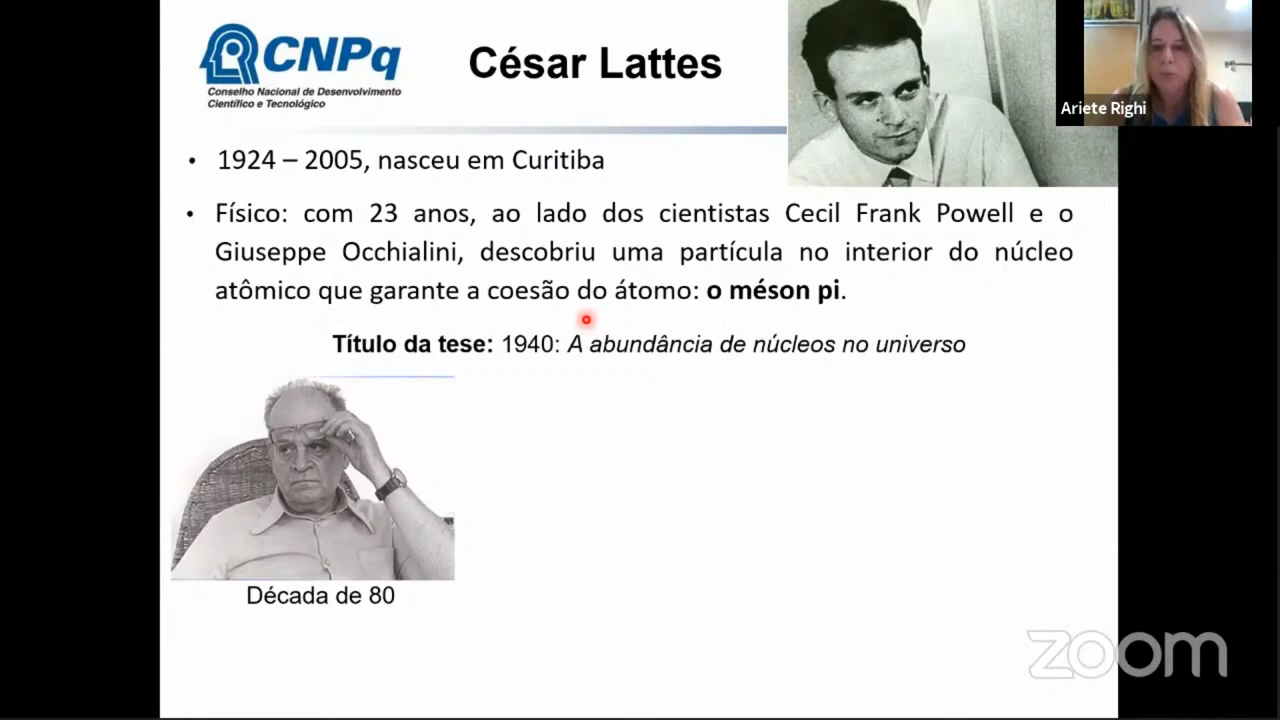 CNPq
Conselho Nacional de Desenvolvimento
Científico e Tecnológico
César Lattes
Ariete Righi
• 1924 – 2005, nasceu em Curitiba
• Físico: com 23 anos, ao lado dos cientistas Cecil Frank Powell e o
Giuseppe Occhialini, descobriu uma partícula no interior do núcleo
atômico que garante a coesão do átomo: o méson pi.
Título da tese: 1940: A abundância de núcleos no universo
Década de 80
zoom